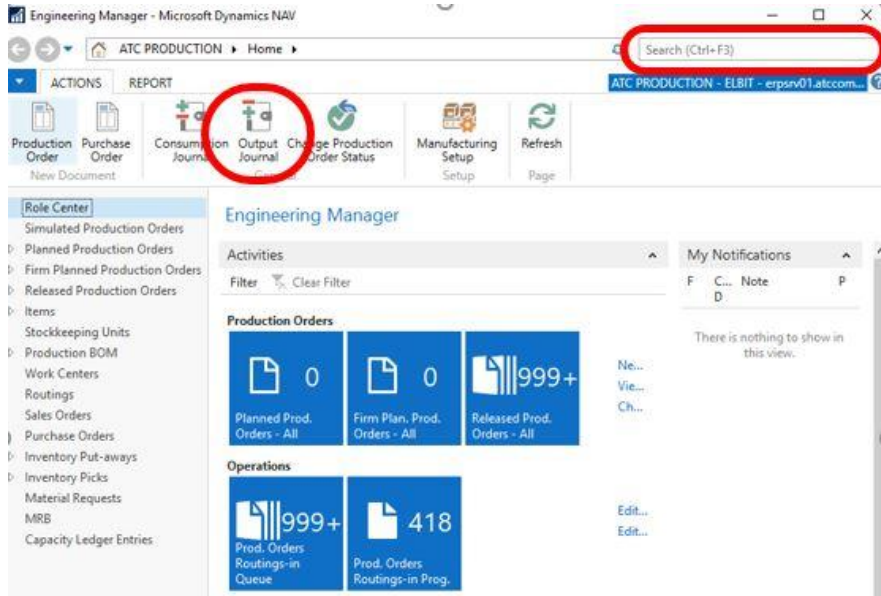 Engineering Manager - Microsoft Dynamics NAV
ATC PRODUCTION Home
Search (Ctrl+F3)
ACTIONS REPORT
ATC PRODUCTION - ELBIT - erpsrv01.atccom...
Production Order
Purchase Order
Consumption Journal
Output Journal
Change Production Order Status
Manufacturing Setup
Refresh
New Document
Setup
Page
Role Center
Simulated Production Orders
Planned Production Orders
Firm Planned Production Orders
Released Production Orders
Items
Stockkeeping Units
Production BOM
Work Centers
Routings
Sales Orders
Purchase Orders
Inventory Put-aways
Inventory Picks
Material Requests
MRB
Capacity Ledger Entries
Engineering Manager
Activities
Filter Clear Filter
Production Orders
0
Planned Prod.
Orders - All
0
Firm Plan. Prod.
Orders - All
999+
Released Prod.
Orders - All
Ne...
Vie...
Ch...
Operations
999+
Prod. Orders
Routings-in
Queue
418
Prod. Orders
Routings-in Prog.
Edit...
Edit...
My Notifications
F C... Note P
D
There is nothing to show in
this view.